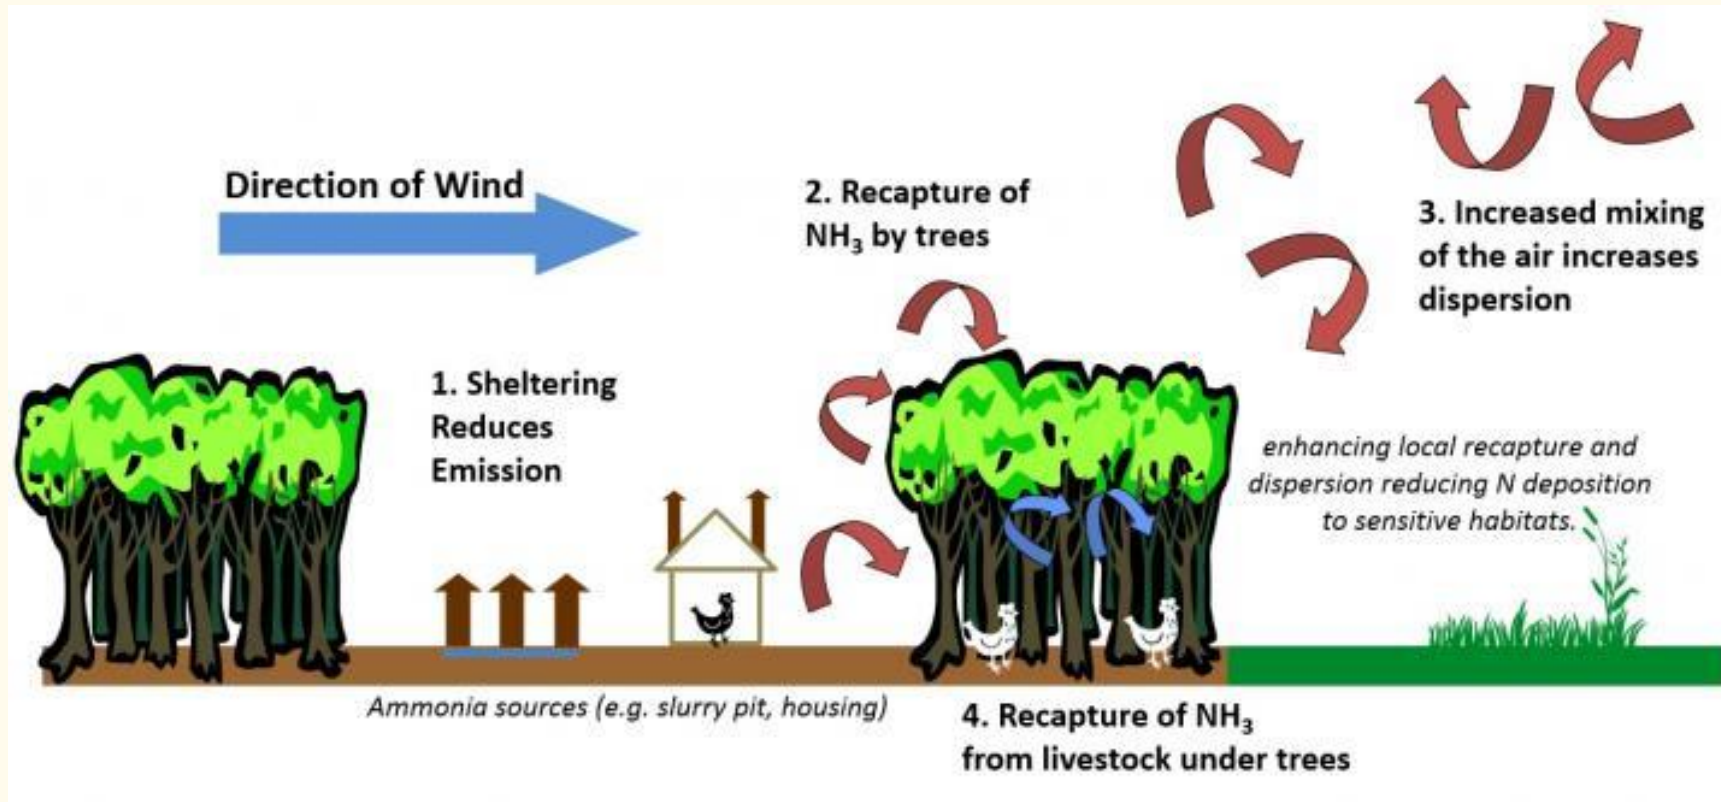 Direction of Wind
1. Sheltering
Reduces
Emission
2. Recapture of
NH₃ by trees
3. Increased mixing
of the air increases
dispersion
enhancing local recapture and
dispersion reducing N deposition
to sensitive habitats.
Ammonia sources (e.g. slurry pit, housing)
4. Recapture of NH₃
from livestock under trees